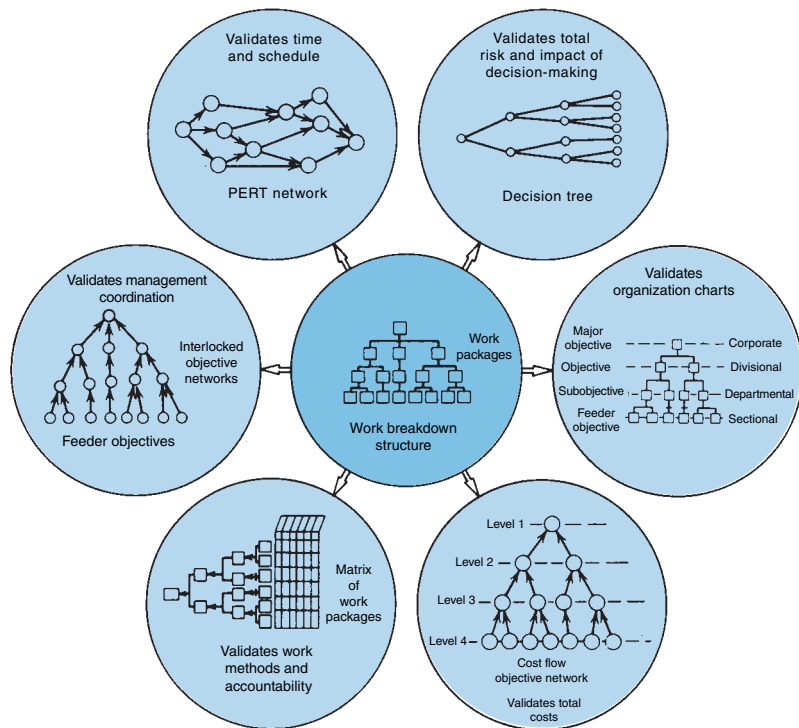 Validates time
and schedule
PERT network
Validates total
risk and impact of
decision-making
Decision tree
Validates management
coordination
Interlocked
objective
networks
Feeder objectives
Work
packages
Work breakdown
structure
Validates
organization charts
Major
objective
Corporate
Objective
Divisional
Subobjective
Departmental
Feeder
objective
Sectional
Matrix
of
work
packages
Validates work
methods and
accountability
Level 1
Level 2
Level 3
Level 4
Cost flow
objective network
Validates total
costs